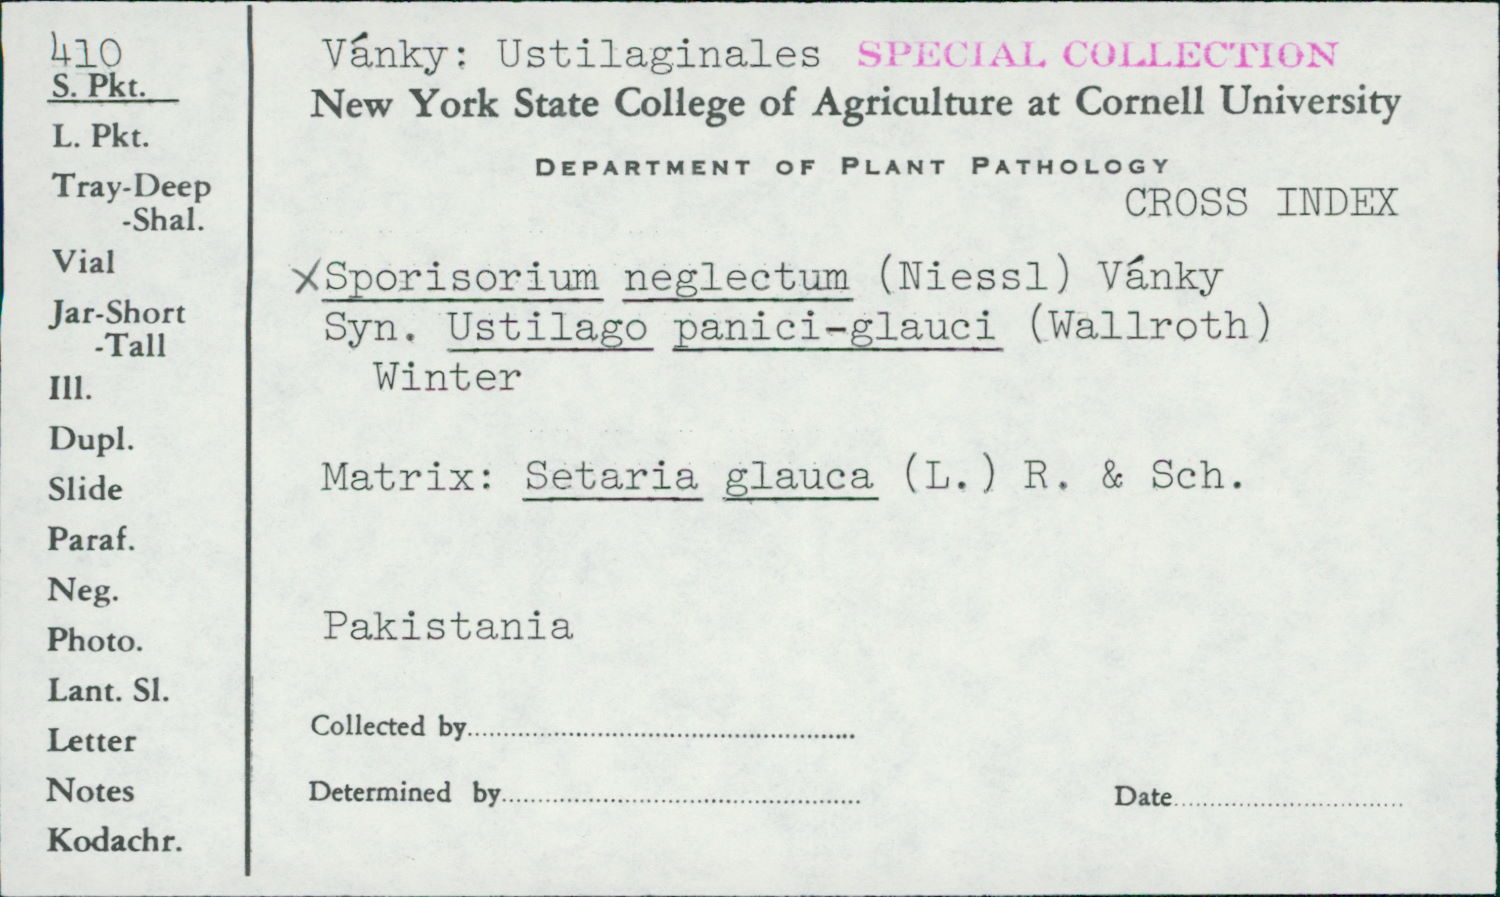 410
S. Pkt.
L. Pkt.
Tray-Deep
-Shal.
Vial
Jar-Short
-Tall
Ill.
Dupl.
Slide
Paraf.
Neg.
Photo.
Lant. Sl.
Letter
Notes
Kodachr.
Vánky: Ustilaginales SPECIAL COLLECTION
New York State College of Agriculture at Cornell University
DEPARTMENT OF PLANT PATHOLOGY
CROSS INDEX
XSporisorium neglectum (Niessl) Vánky
Syn. Ustilago panici-glauci (Wallroth)
Winter
Matrix: Setaria glauca (L.) R. & Sch.
Pakistania
Collected by
Determined by
Date